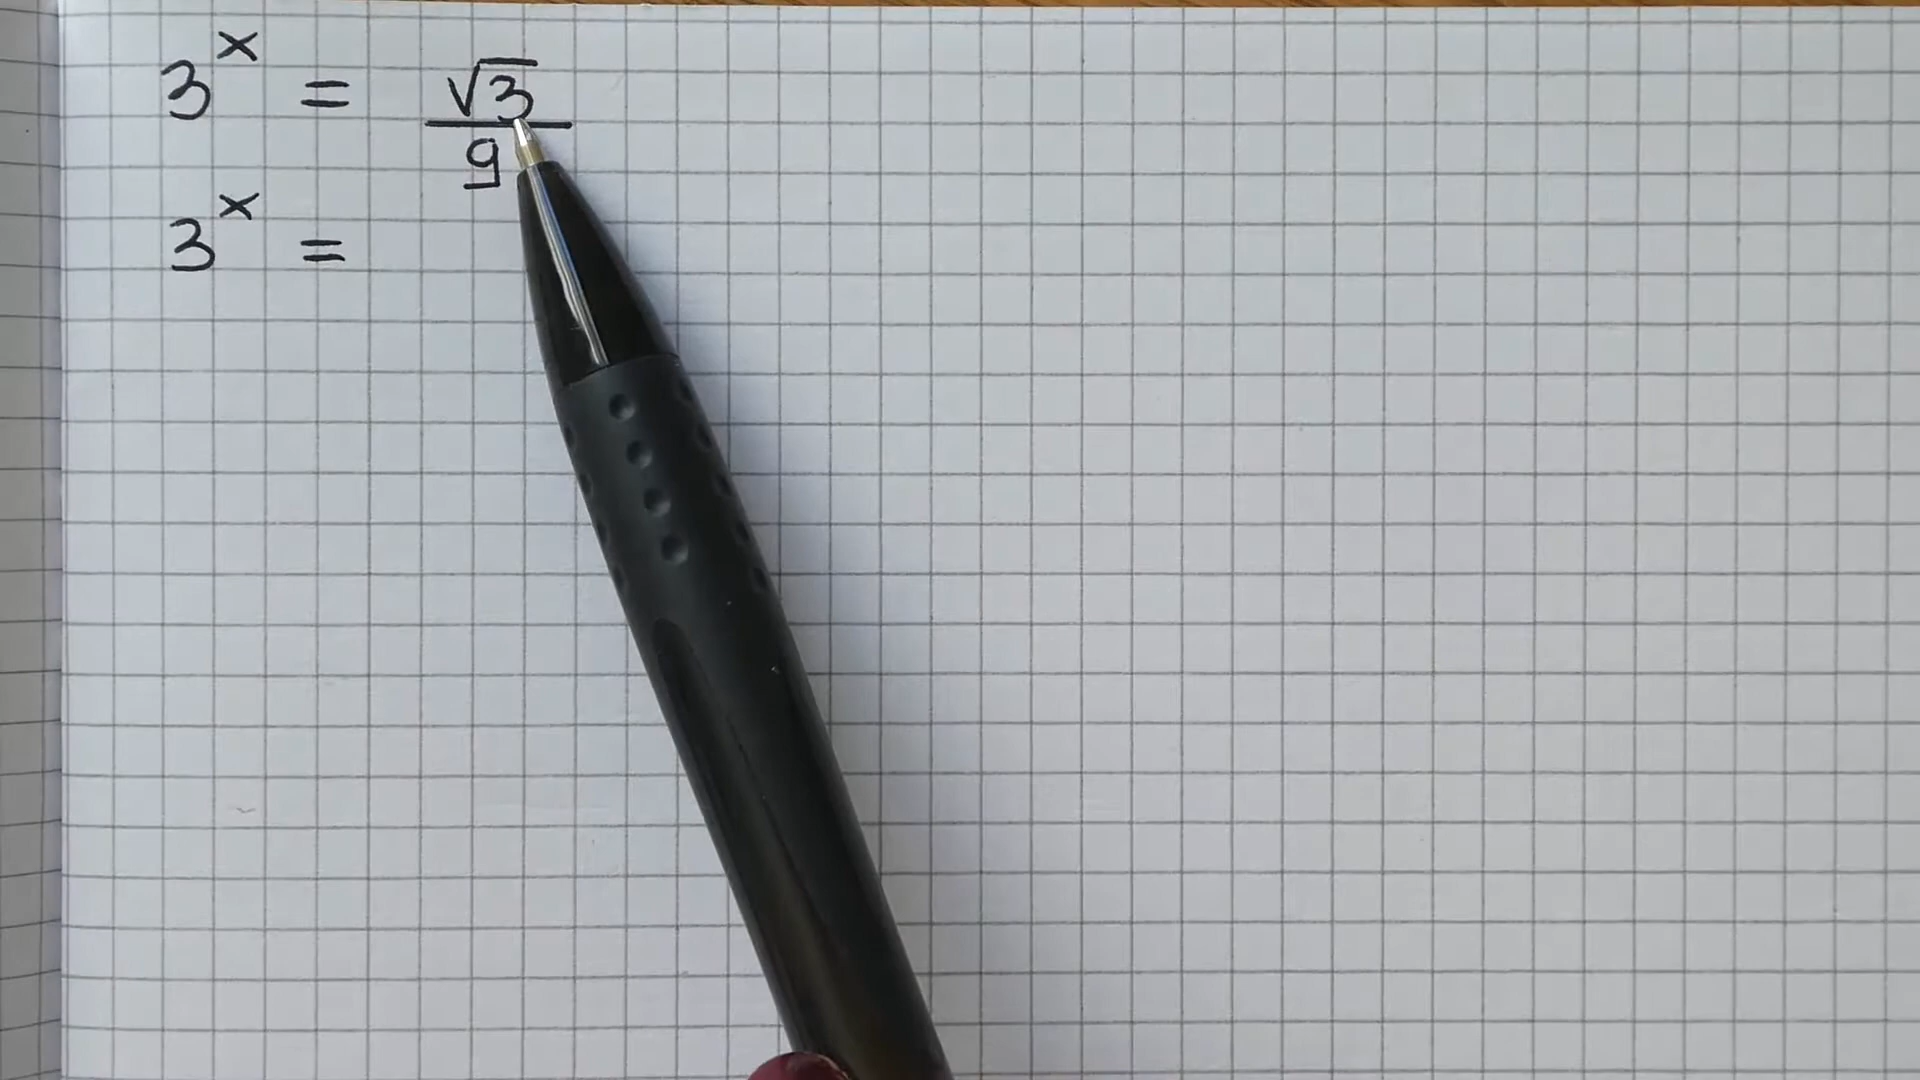 3^x = √3/9
3^x =